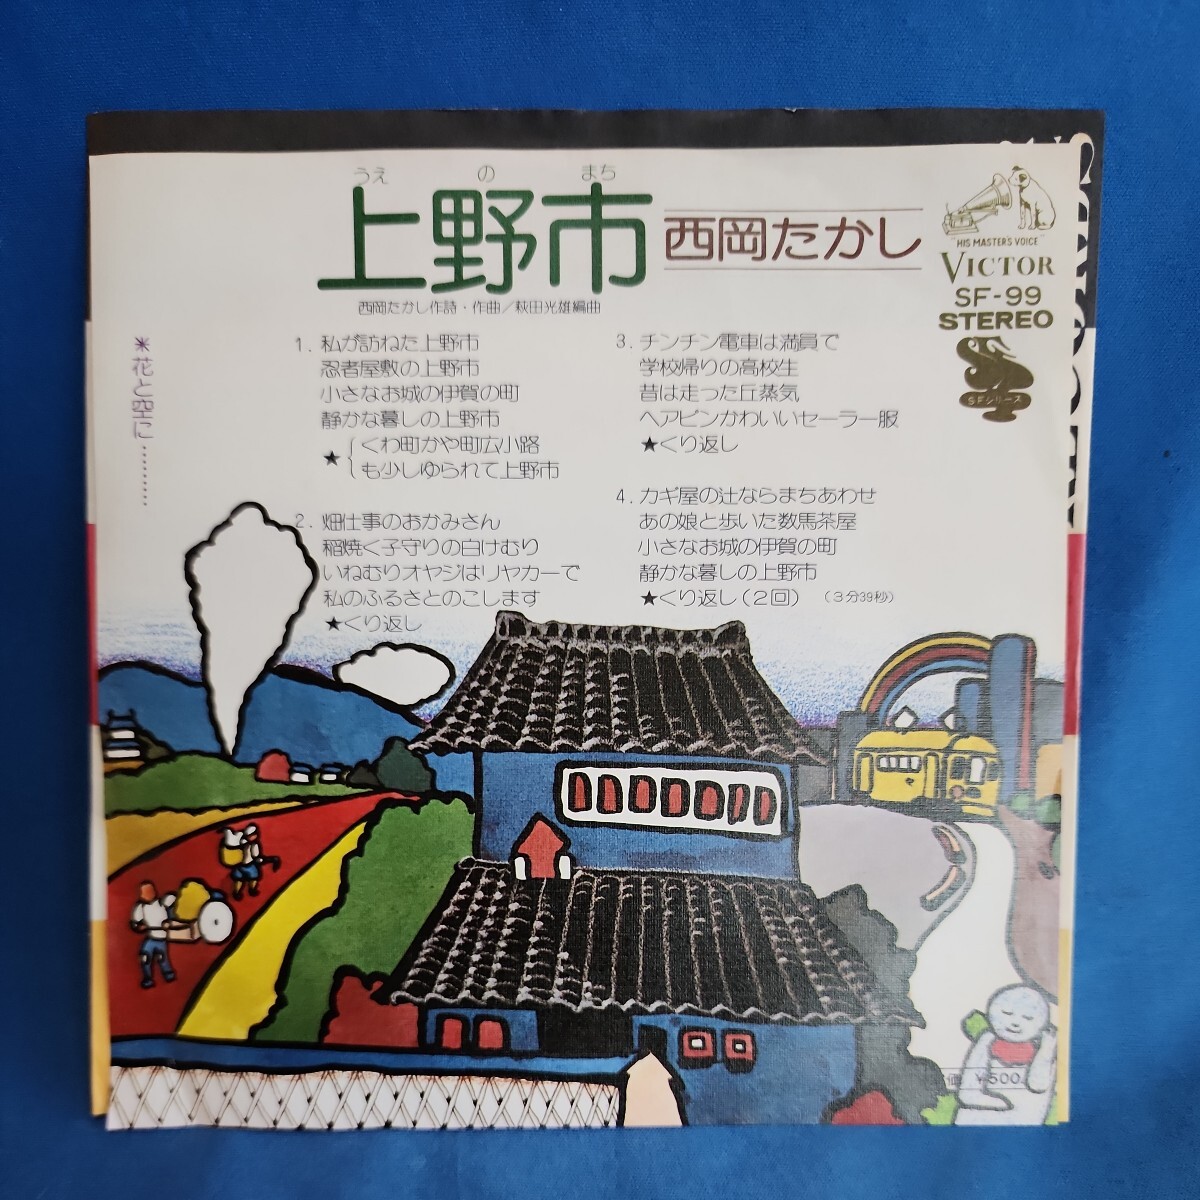 うえ の まち
上野市
西岡たかし
西岡たかし作詩・作曲／萩田光雄編曲
HIS MASTER'S VOICE
VICTOR
SF-99
STEREO
SFシリーズ
＊花と空に…………
1. 私が訪ねた上野市
忍者屋敷の上野市
小さなお城の伊賀の町
静かな暮しの上野市
★くわ町かや町広小路
も少しゆられて上野市
2. 畑仕事のおかみさん
稲焼く子守りの白けむり
いねむりオヤジはリヤカーで
私のふるさとのこします
★くり返し
3. チンチン電車は満員で
学校帰りの高校生
昔は走った丘蒸気
ヘアピンかわいいセーラー服
★くり返し
4. カギ屋の辻ならまちあわせ
あの娘と歩いた数馬茶屋
小さなお城の伊賀の町
静かな暮しの上野市
★くり返し(2回) (3分39秒)
価 ¥500